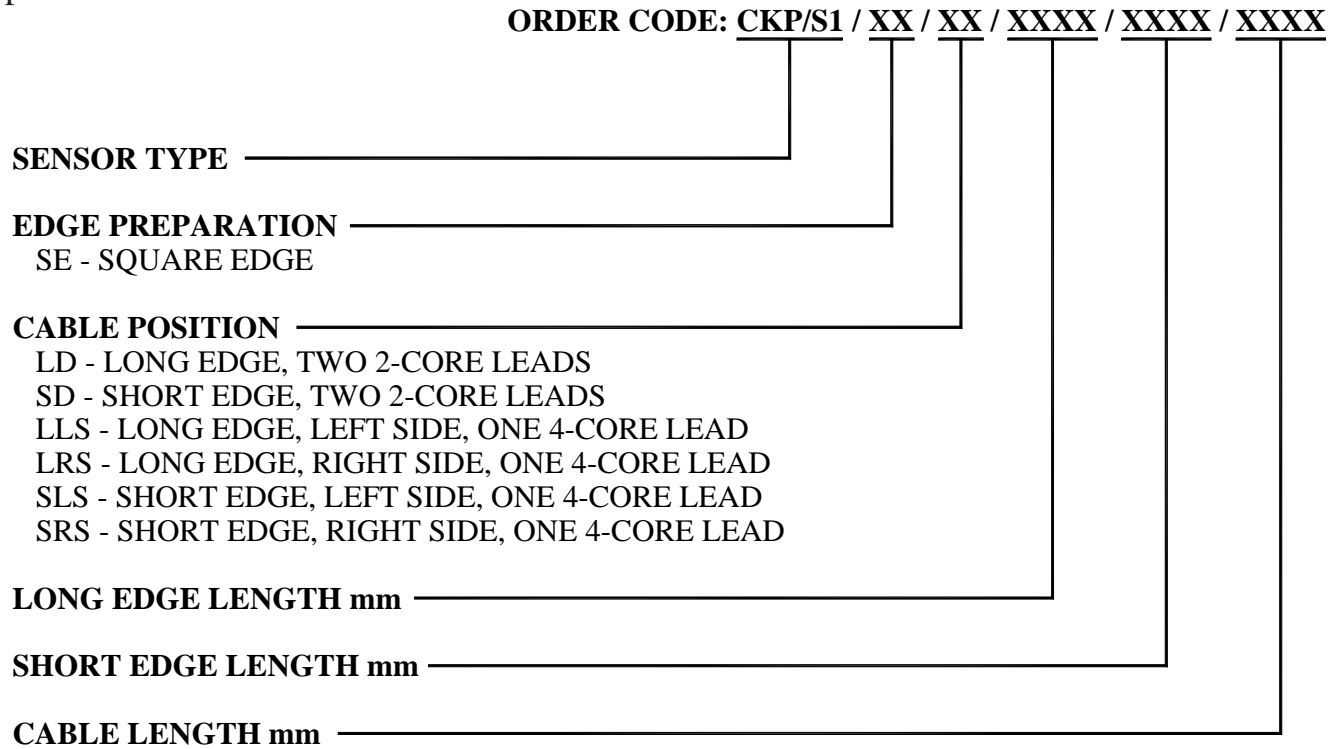 ORDER CODE: CKP/S1 / XX / XX / XXXX / XXXX / XXXX
SENSOR TYPE
EDGE PREPARATION
SE - SQUARE EDGE
CABLE POSITION
LD - LONG EDGE, TWO 2-CORE LEADS
SD - SHORT EDGE, TWO 2-CORE LEADS
LLS - LONG EDGE, LEFT SIDE, ONE 4-CORE LEAD
LRS - LONG EDGE, RIGHT SIDE, ONE 4-CORE LEAD
SLS - SHORT EDGE, LEFT SIDE, ONE 4-CORE LEAD
SRS - SHORT EDGE, RIGHT SIDE, ONE 4-CORE LEAD
LONG EDGE LENGTH mm
SHORT EDGE LENGTH mm
CABLE LENGTH mm